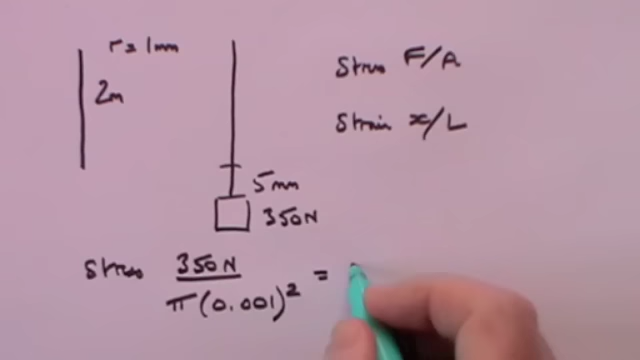 r = 1mm
2m
Stress F/A
Strain x/L
5mm
350N
Stress 350N
π(0.001)² =